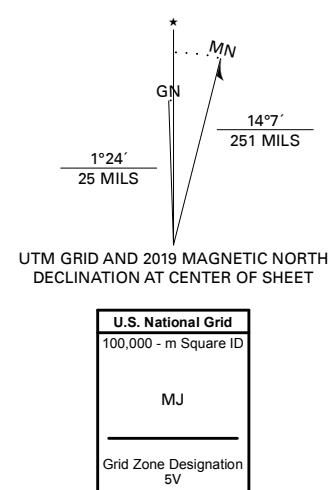 ★
MN
GN
14°7´
251 MILS
1°24´
25 MILS
UTM GRID AND 2019 MAGNETIC NORTH
DECLINATION AT CENTER OF SHEET
U.S. National Grid
100,000 - m Square ID
MJ
Grid Zone Designation
5V